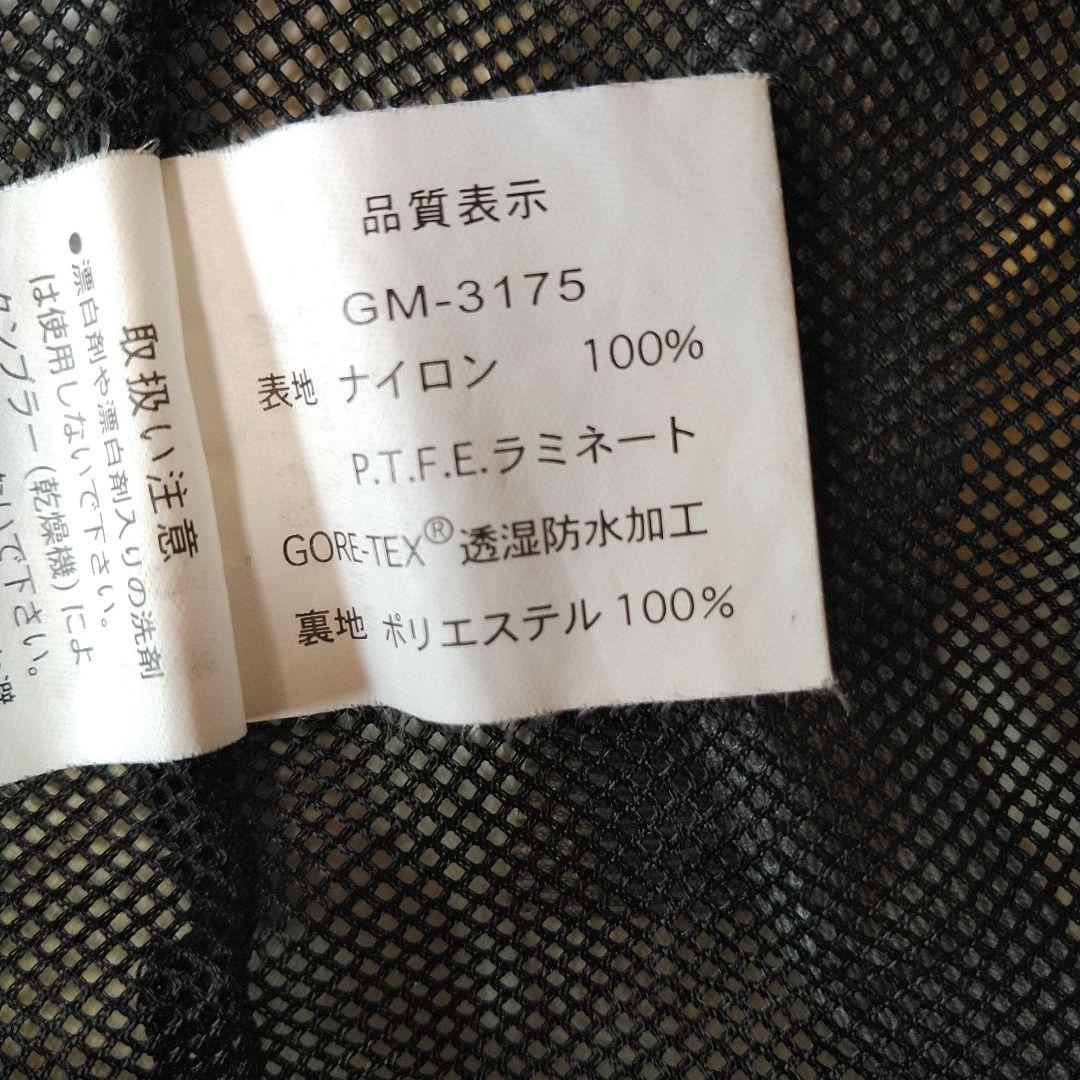 品質表示
GM-3175
表地 ナイロン 100%
P.T.F.E.ラミネート
GORE-TEX® 透湿防水加工
裏地 ポリエステル 100%
取扱い注意
●漂白剤や漂白剤入りの洗剤
は使用しないで下さい。
タンブラー(乾燥機)によ
ないで下さい。